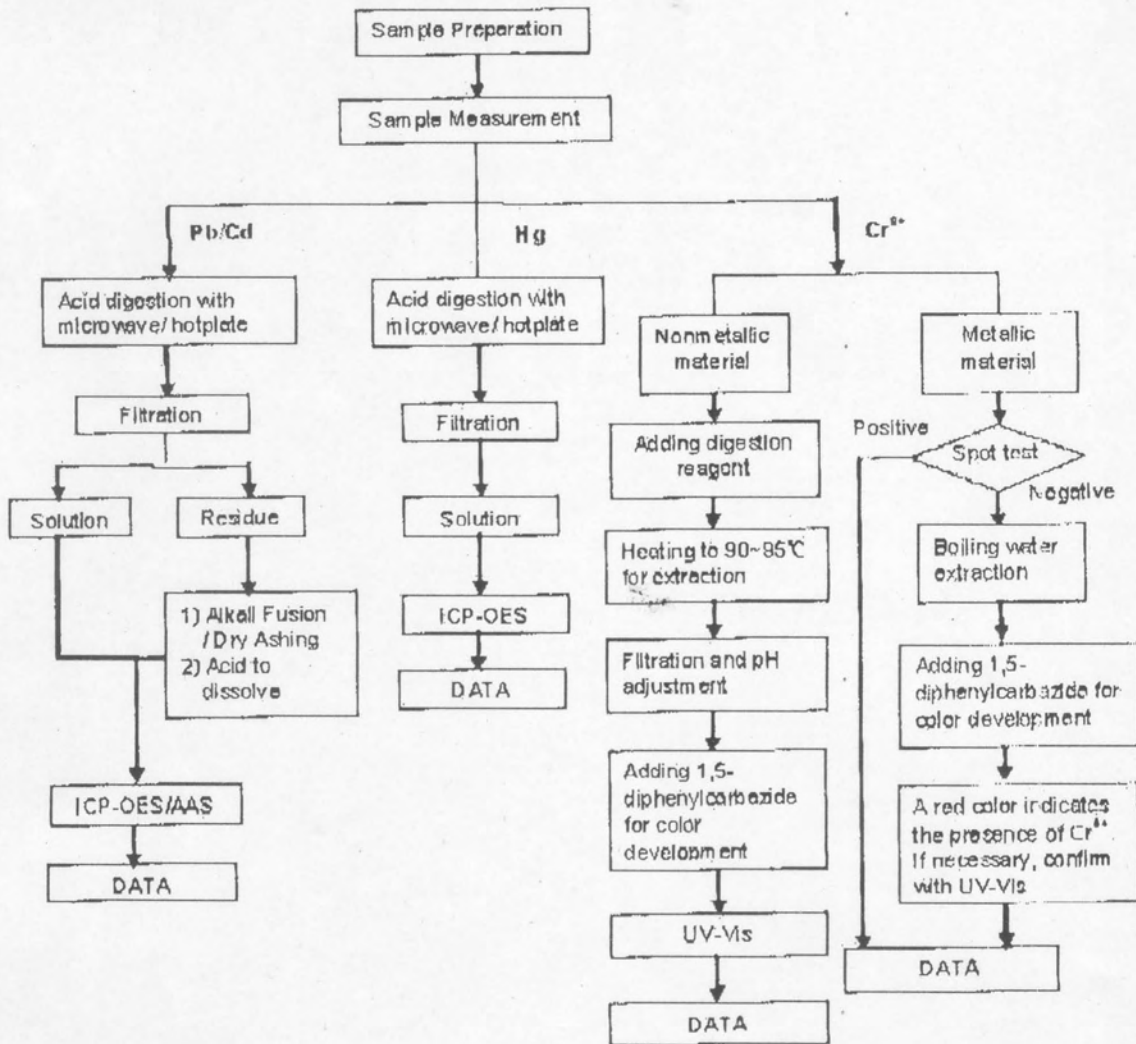 Sample Preparation
Sample Measurement
Pb/Cd
Hg
Cr⁶⁺
Acid digestion with
microwave/hotplate
Filtration
Solution
Residue
1) Alkali Fusion
/Dry Ashing
2) Acid to
dissolve
ICP-OES/AAS
DATA
Acid digestion with
microwave/hotplate
Filtration
Solution
ICP-OES
DATA
Nonmetallic
material
Adding digestion
reagent
Heating to 90~95℃
for extraction
Filtration and pH
adjustment
Adding 1,5-
diphenylcarbazide
for color
development
UV-Vis
DATA
Metallic
material
Positive
Spot test
Negative
Boiling water
extraction
Adding 1,5-
diphenylcarbazide for
color development
A red color indicates
the presence of Cr⁶⁺
If necessary, confirm
with UV-Vis
DATA